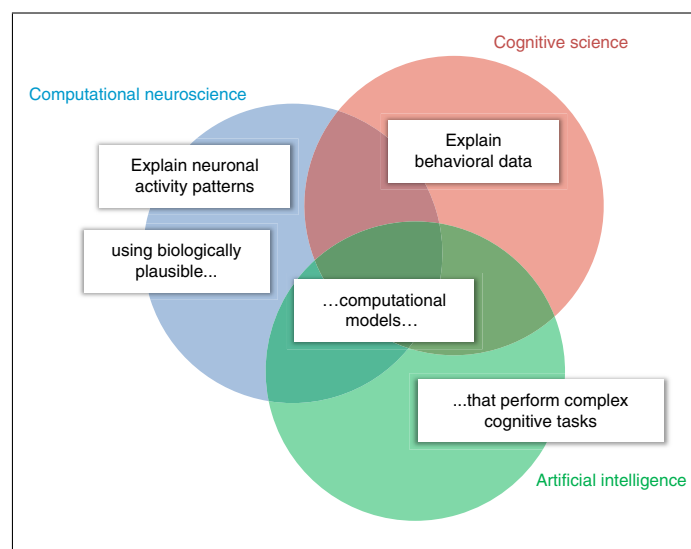 Cognitive science
Computational neuroscience
Explain
behavioral data
Explain neuronal
activity patterns
using biologically
plausible...
...computational
models...
...that perform complex
cognitive tasks
Artificial intelligence